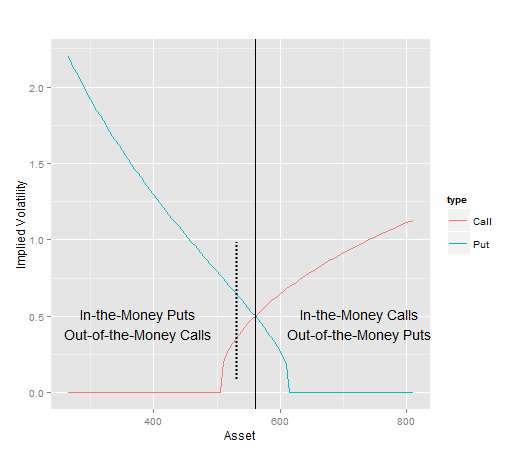 2.0
1.5
1.0
0.5
0.0
Implied Volatility
In-the-Money Puts
Out-of-the-Money Calls
In-the-Money Calls
Out-of-the-Money Puts
400
600
800
Asset
type
Call
Put